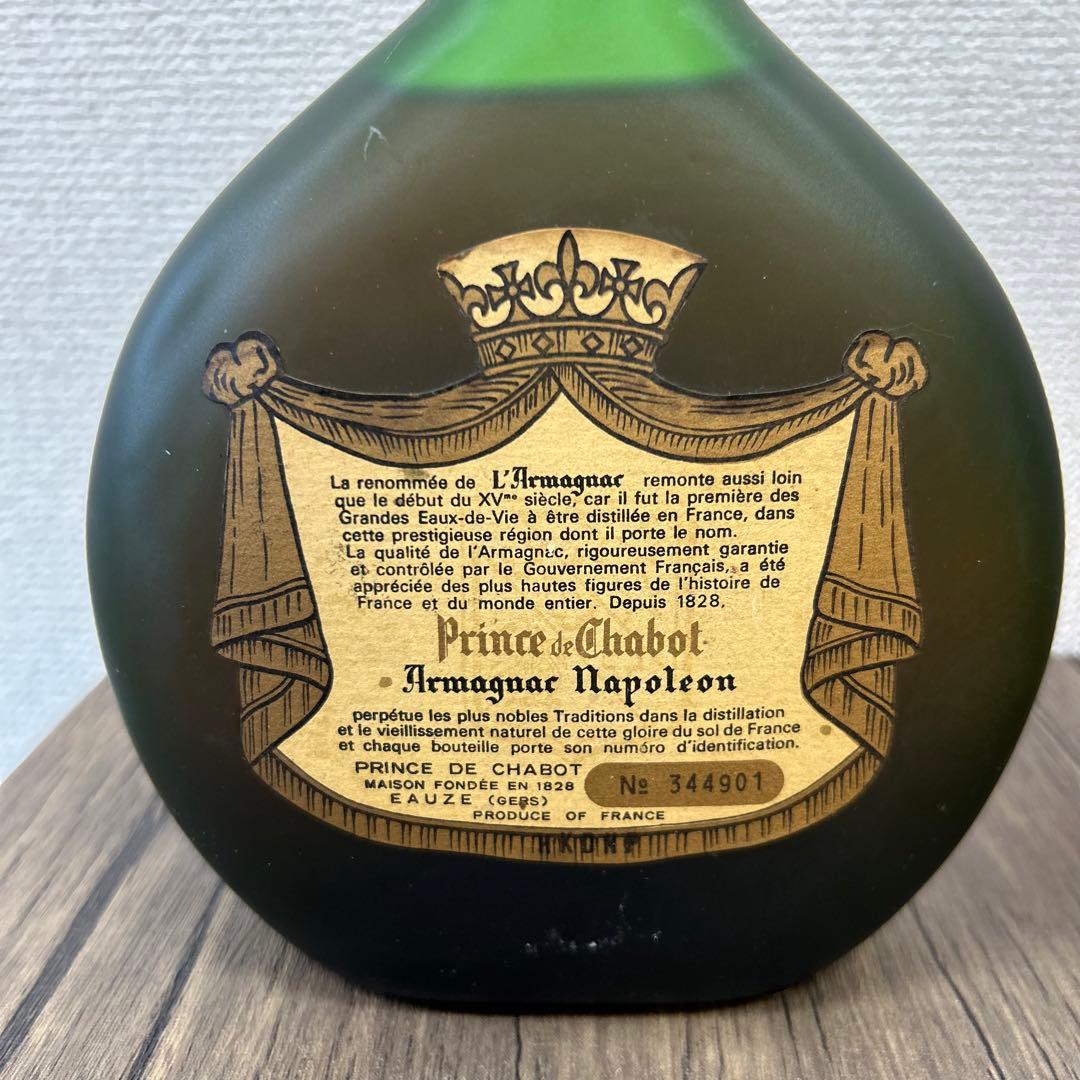 La renommée de L'Armagnac remonte aussi loin
que le début du XVme siècle, car il fut la première des
Grandes Eaux-de-Vie à être distillée en France, dans
cette prestigieuse région dont il porte le nom.
La qualité de l'Armagnac, rigoureusement garantie
et contrôlée par le Gouvernement Français, a été
appréciée des plus hautes figures de l'histoire de
France et du monde entier. Depuis 1828,
Prince de Chabot
Armagnac Napoleon
perpétue les plus nobles Traditions dans la distillation
et le vieillissement naturel de cette gloire du sol de France
et chaque bouteille porte son numéro d'identification.
PRINCE DE CHABOT
MAISON FONDÉE EN 1828
EAUZE (GERS)
Nº 344901
PRODUCE OF FRANCE